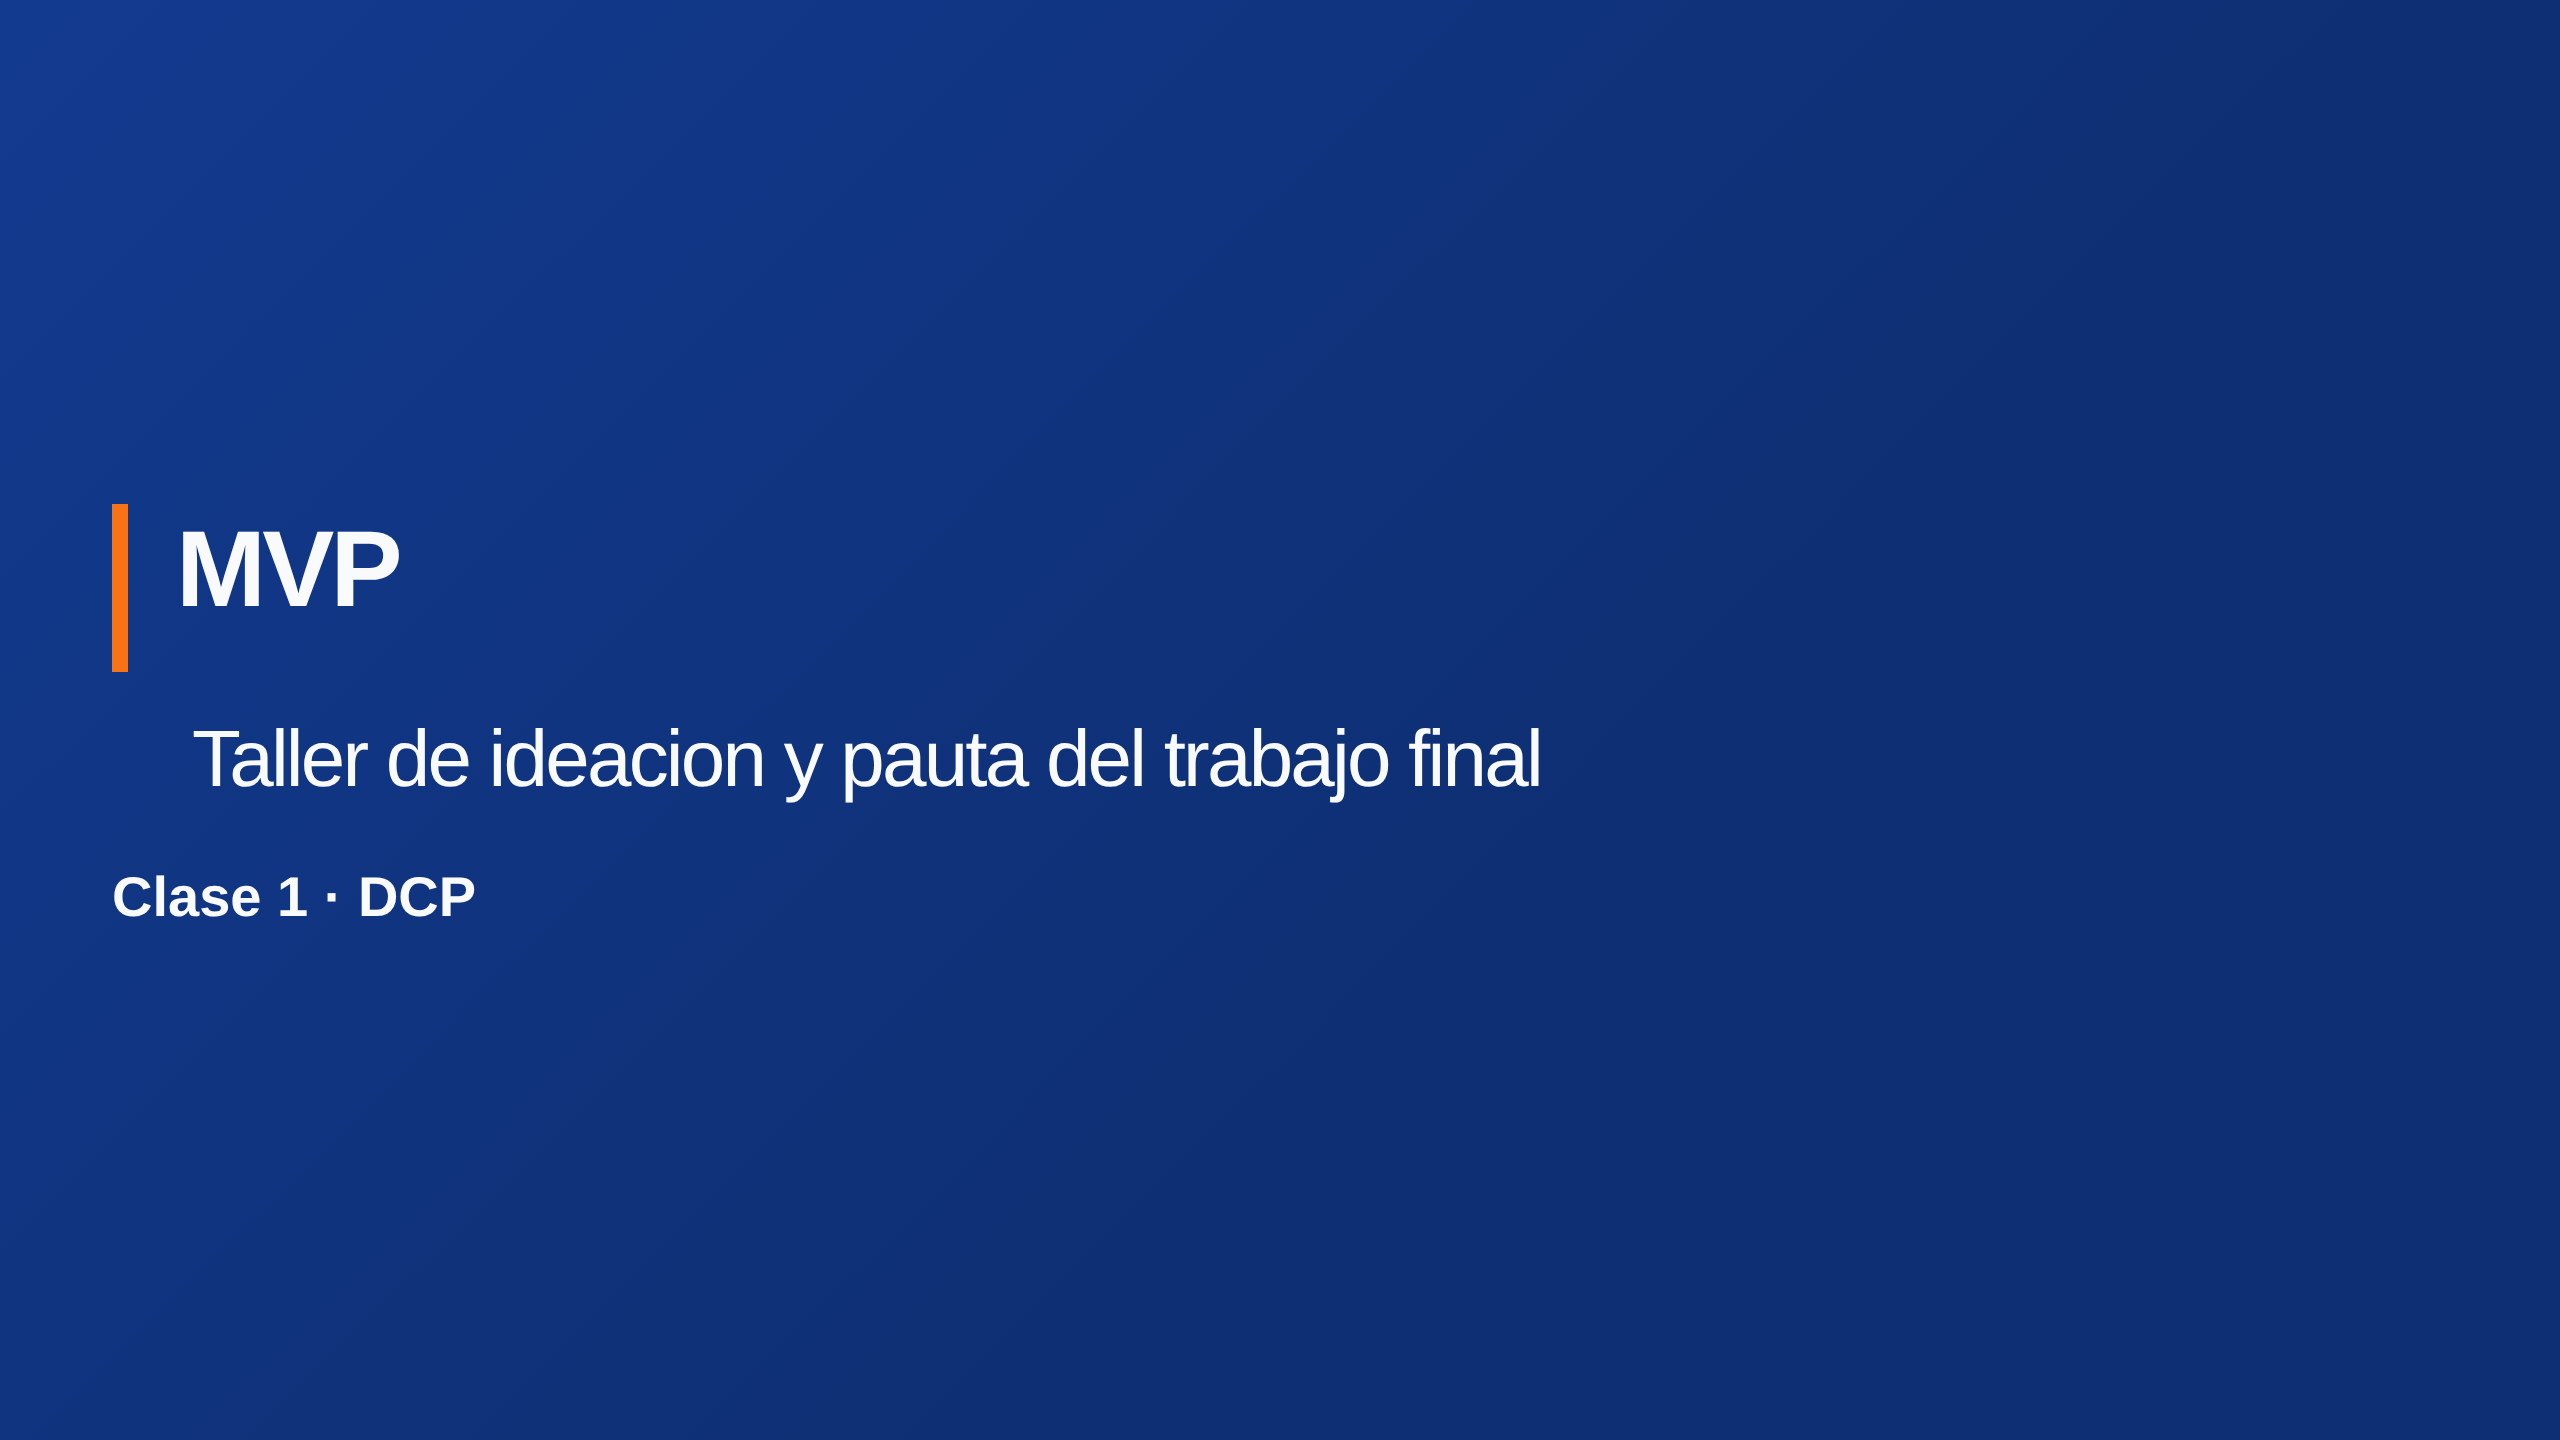 MVP
Taller de ideacion y pauta del trabajo final
Clase 1 · DCP